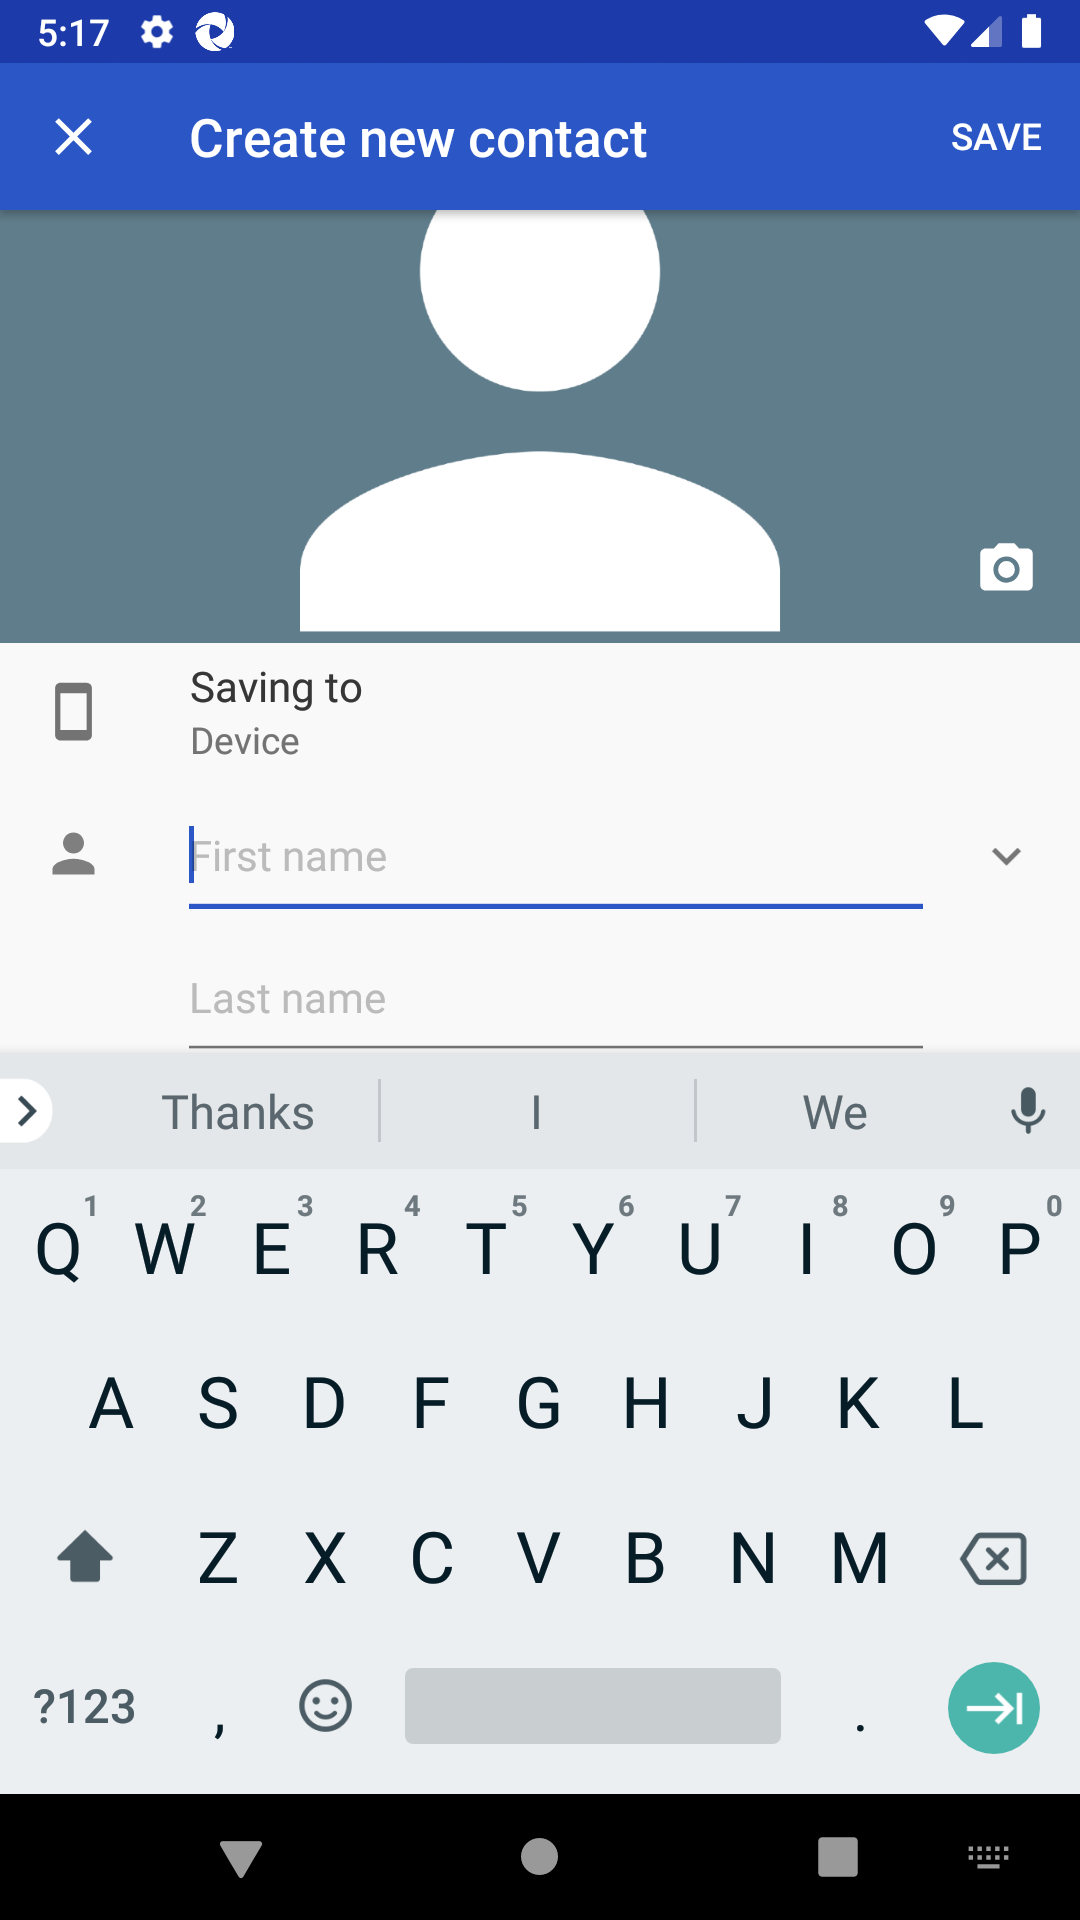 5:17
Create new contact
SAVE
Saving to
Device
First name
Last name
Thanks
I
We
1 2 3 4 5 6 7 8 9 0
Q W E R T Y U I O P
A S D F G H J K L
Z X C V B N M
?123 , .